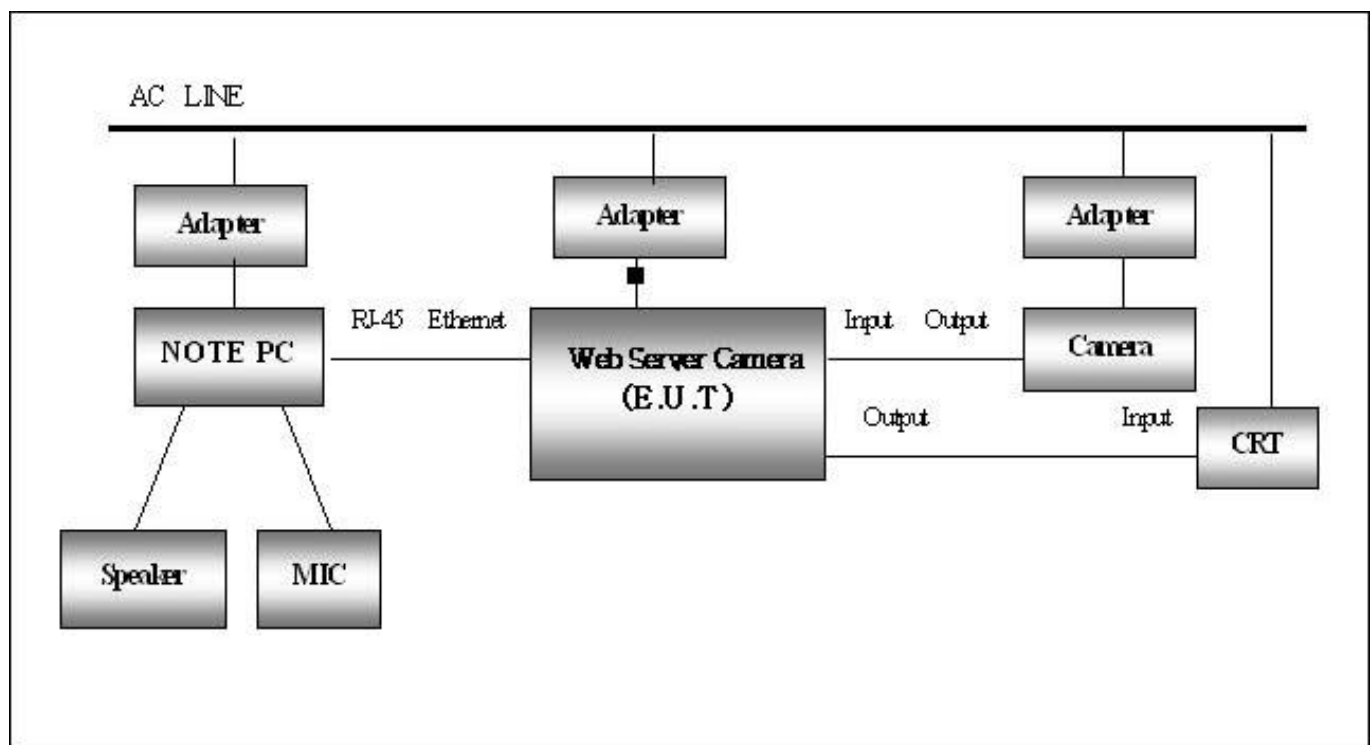 AC LINE
Adapter
Adapter
Adapter
NOTE PC
RJ-45 Ethernet
Web Server Camera
(E.U.T)
Input Output
Camera
Output
Input
CRT
Speaker
MIC